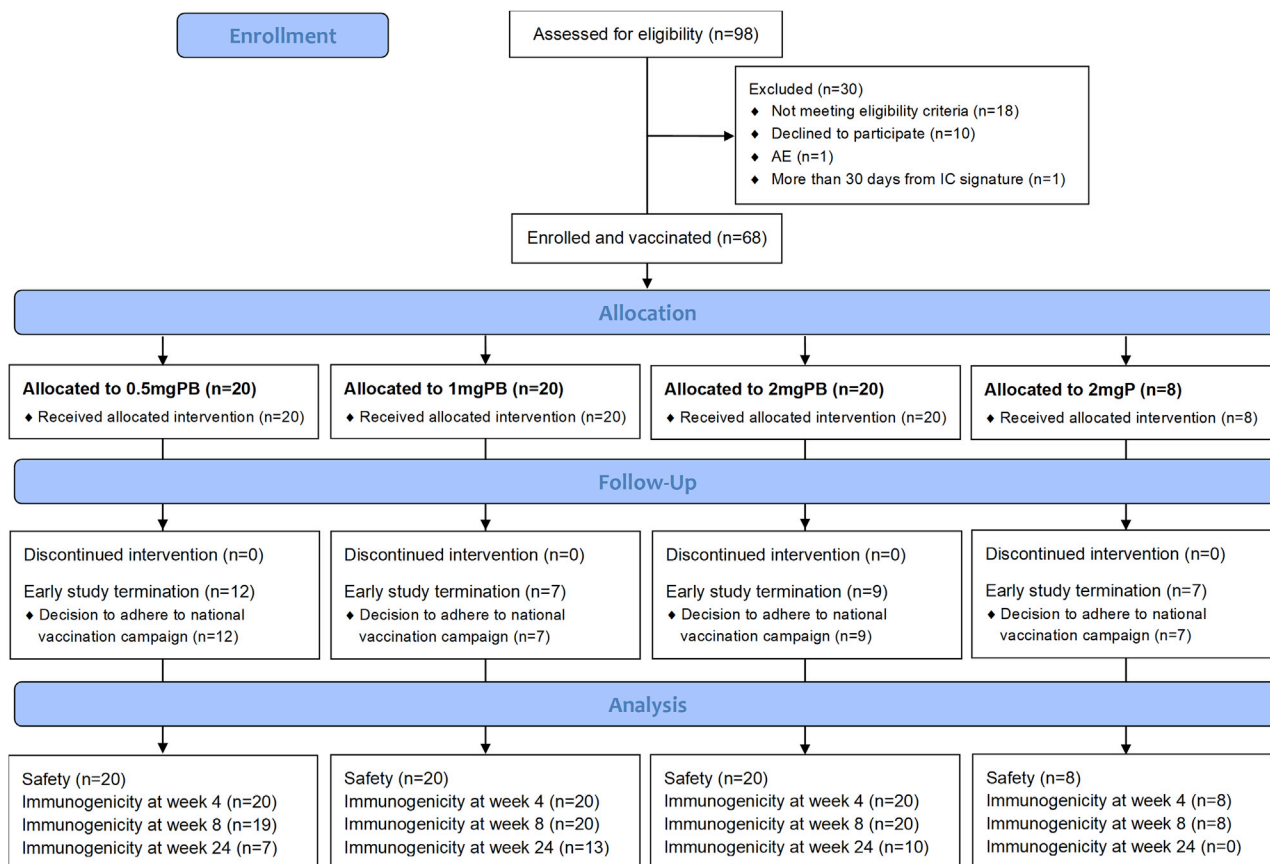 Enrollment
Assessed for eligibility (n=98)
Excluded (n=30)
♦ Not meeting eligibility criteria (n=18)
♦ Declined to participate (n=10)
♦ AE (n=1)
♦ More than 30 days from IC signature (n=1)
Enrolled and vaccinated (n=68)
Allocation
Allocated to 0.5mgPB (n=20)
♦ Received allocated intervention (n=20)
Allocated to 1mgPB (n=20)
♦ Received allocated intervention (n=20)
Allocated to 2mgPB (n=20)
♦ Received allocated intervention (n=20)
Allocated to 2mgP (n=8)
♦ Received allocated intervention (n=8)
Follow-Up
Discontinued intervention (n=0)
Early study termination (n=12)
♦ Decision to adhere to national
vaccination campaign (n=12)
Discontinued intervention (n=0)
Early study termination (n=7)
♦ Decision to adhere to national
vaccination campaign (n=7)
Discontinued intervention (n=0)
Early study termination (n=9)
♦ Decision to adhere to national
vaccination campaign (n=9)
Discontinued intervention (n=0)
Early study termination (n=7)
♦ Decision to adhere to national
vaccination campaign (n=7)
Analysis
Safety (n=20)
Immunogenicity at week 4 (n=20)
Immunogenicity at week 8 (n=19)
Immunogenicity at week 24 (n=7)
Safety (n=20)
Immunogenicity at week 4 (n=20)
Immunogenicity at week 8 (n=20)
Immunogenicity at week 24 (n=13)
Safety (n=20)
Immunogenicity at week 4 (n=20)
Immunogenicity at week 8 (n=20)
Immunogenicity at week 24 (n=10)
Safety (n=8)
Immunogenicity at week 4 (n=8)
Immunogenicity at week 8 (n=8)
Immunogenicity at week 24 (n=0)